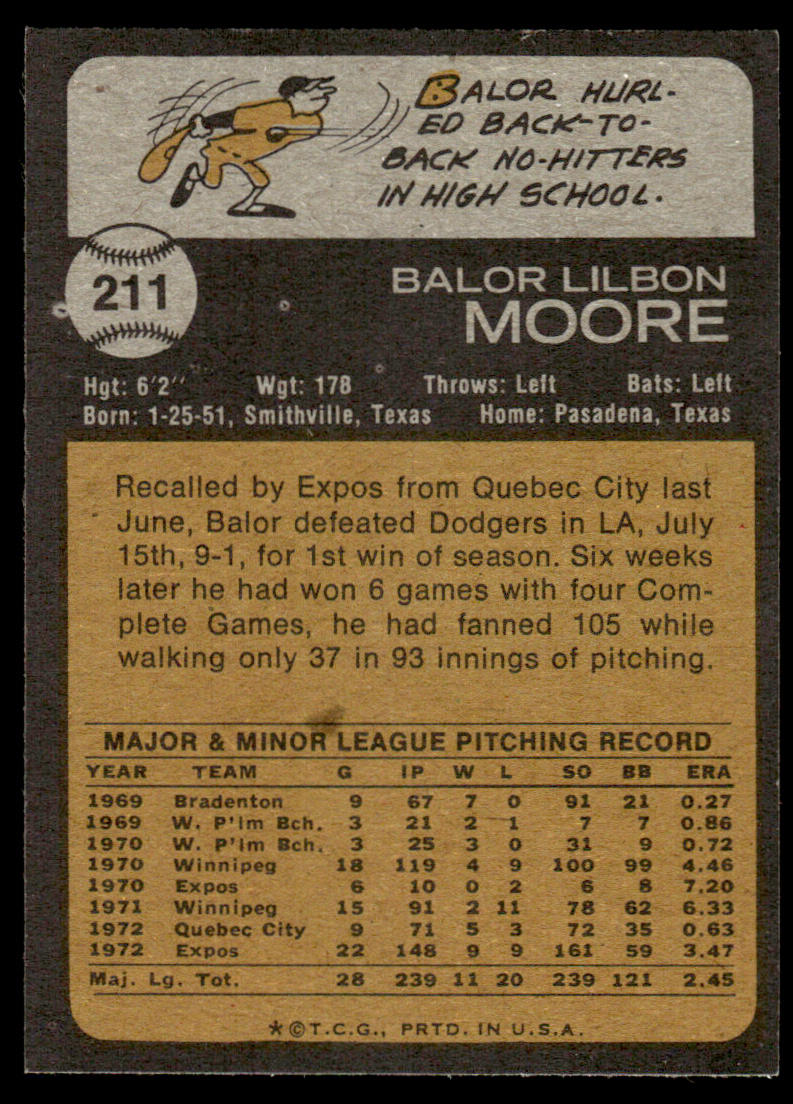 BALOR HURL-
ED BACK-TO-
BACK NO-HITTERS
IN HIGH SCHOOL.
211
BALOR LILBON
MOORE
Hgt: 6'2" Wgt: 178 Throws: Left Bats: Left
Born: 1-25-51, Smithville, Texas Home: Pasadena, Texas
Recalled by Expos from Quebec City last
June, Balor defeated Dodgers in LA, July
15th, 9-1, for 1st win of season. Six weeks
later he had won 6 games with four Com-
plete Games, he had fanned 105 while
walking only 37 in 93 innings of pitching.
MAJOR & MINOR LEAGUE PITCHING RECORD
YEAR TEAM G IP W L SO BB ERA
1969 Bradenton 9 67 7 0 91 21 0.27
1969 W. P'lm Bch. 3 21 2 1 7 7 0.86
1970 W. P'lm Bch. 3 25 3 0 31 9 0.72
1970 Winnipeg 18 119 4 9 100 99 4.46
1970 Expos 6 10 0 2 6 8 7.20
1971 Winnipeg 15 91 2 11 78 62 6.33
1972 Quebec City 9 71 5 3 72 35 0.63
1972 Expos 22 148 9 9 161 59 3.47
Maj. Lg. Tot. 28 239 11 20 239 121 2.45
*©T.C.G., PRTD. IN U.S.A.